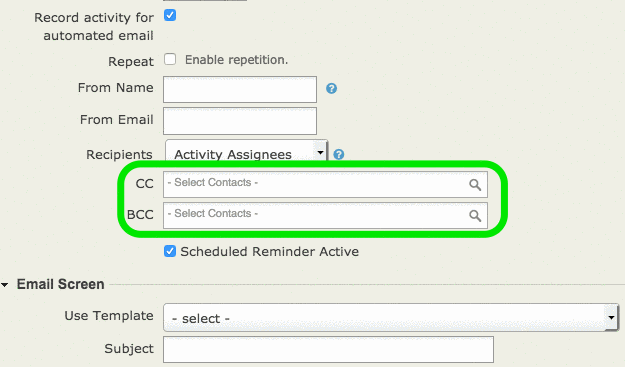 Record activity for
automated email
Repeat Enable repetition.
From Name
From Email
Recipients Activity Assignees
CC - Select Contacts -
BCC - Select Contacts -
Scheduled Reminder Active
Email Screen
Use Template - select -
Subject